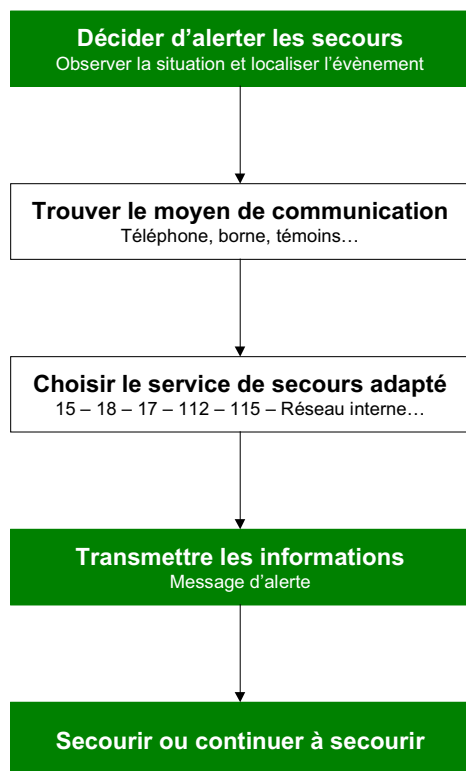 Décider d’alerter les secours
Observer la situation et localiser l’évènement
Trouver le moyen de communication
Téléphone, borne, témoins…
Choisir le service de secours adapté
15 – 18 – 17 – 112 – 115 – Réseau interne…
Transmettre les informations
Message d’alerte
Secourir ou continuer à secourir